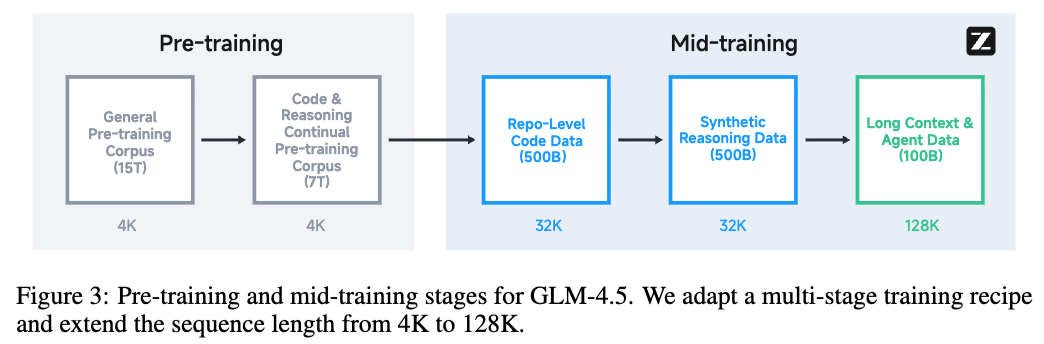 Pre-training
Mid-training
Z
General
Pre-training
Corpus
(15T)
Code &
Reasoning
Continual
Pre-training
Corpus
(7T)
Repo-Level
Code Data
(500B)
Synthetic
Reasoning Data
(500B)
Long Context &
Agent Data
(100B)
4K
4K
32K
32K
128K
Figure 3: Pre-training and mid-training stages for GLM-4.5. We adapt a multi-stage training recipe
and extend the sequence length from 4K to 128K.